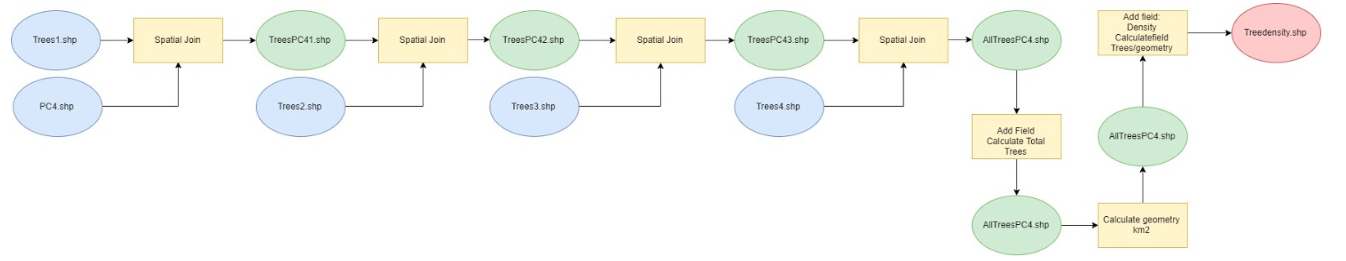 Trees1.shp
Spatial Join
TreesPC41.shp
Spatial Join
TreesPC42.shp
Spatial Join
TreesPC43.shp
Spatial Join
AllTreesPC4.shp
Add field:
Density
Calculatefield
Trees/geometry
Treedensity.shp
PC4.shp
Trees2.shp
Trees3.shp
Trees4.shp
Add Field
Calculate Total
Trees
AllTreesPC4.shp
AllTreesPC4.shp
Calculate geometry
km2